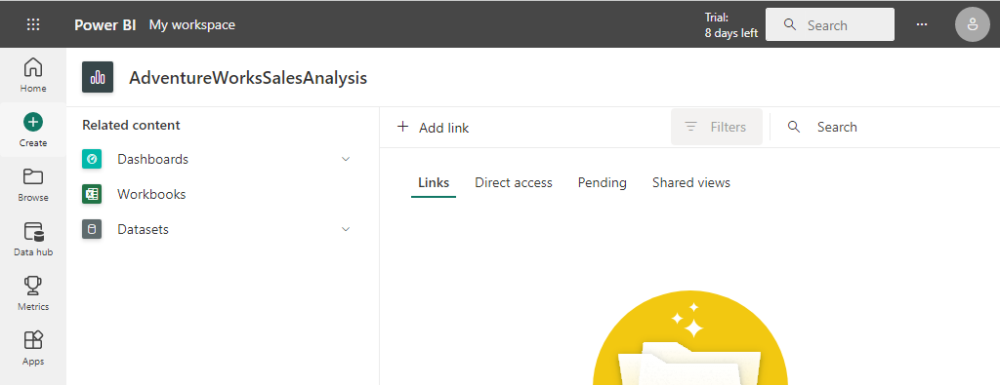 Power BI My workspace
Trial:
8 days left
Search
Home
Create
Browse
Data hub
Metrics
Apps
AdventureWorksSalesAnalysis
Related content
Dashboards
Workbooks
Datasets
Add link
Filters
Search
Links Direct access Pending Shared views